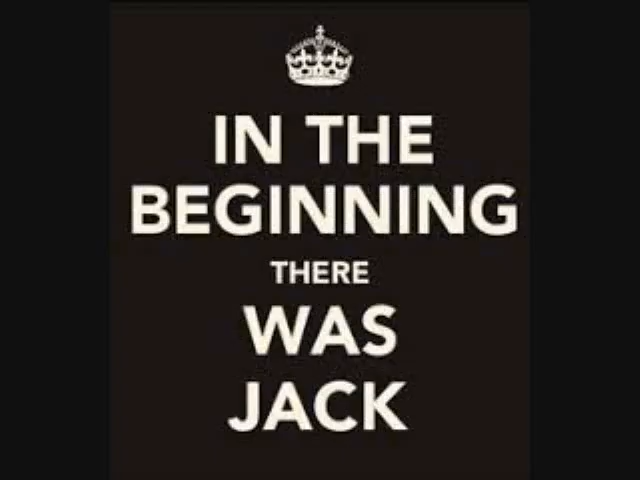 IN THE
BEGINNING
THERE
WAS
JACK